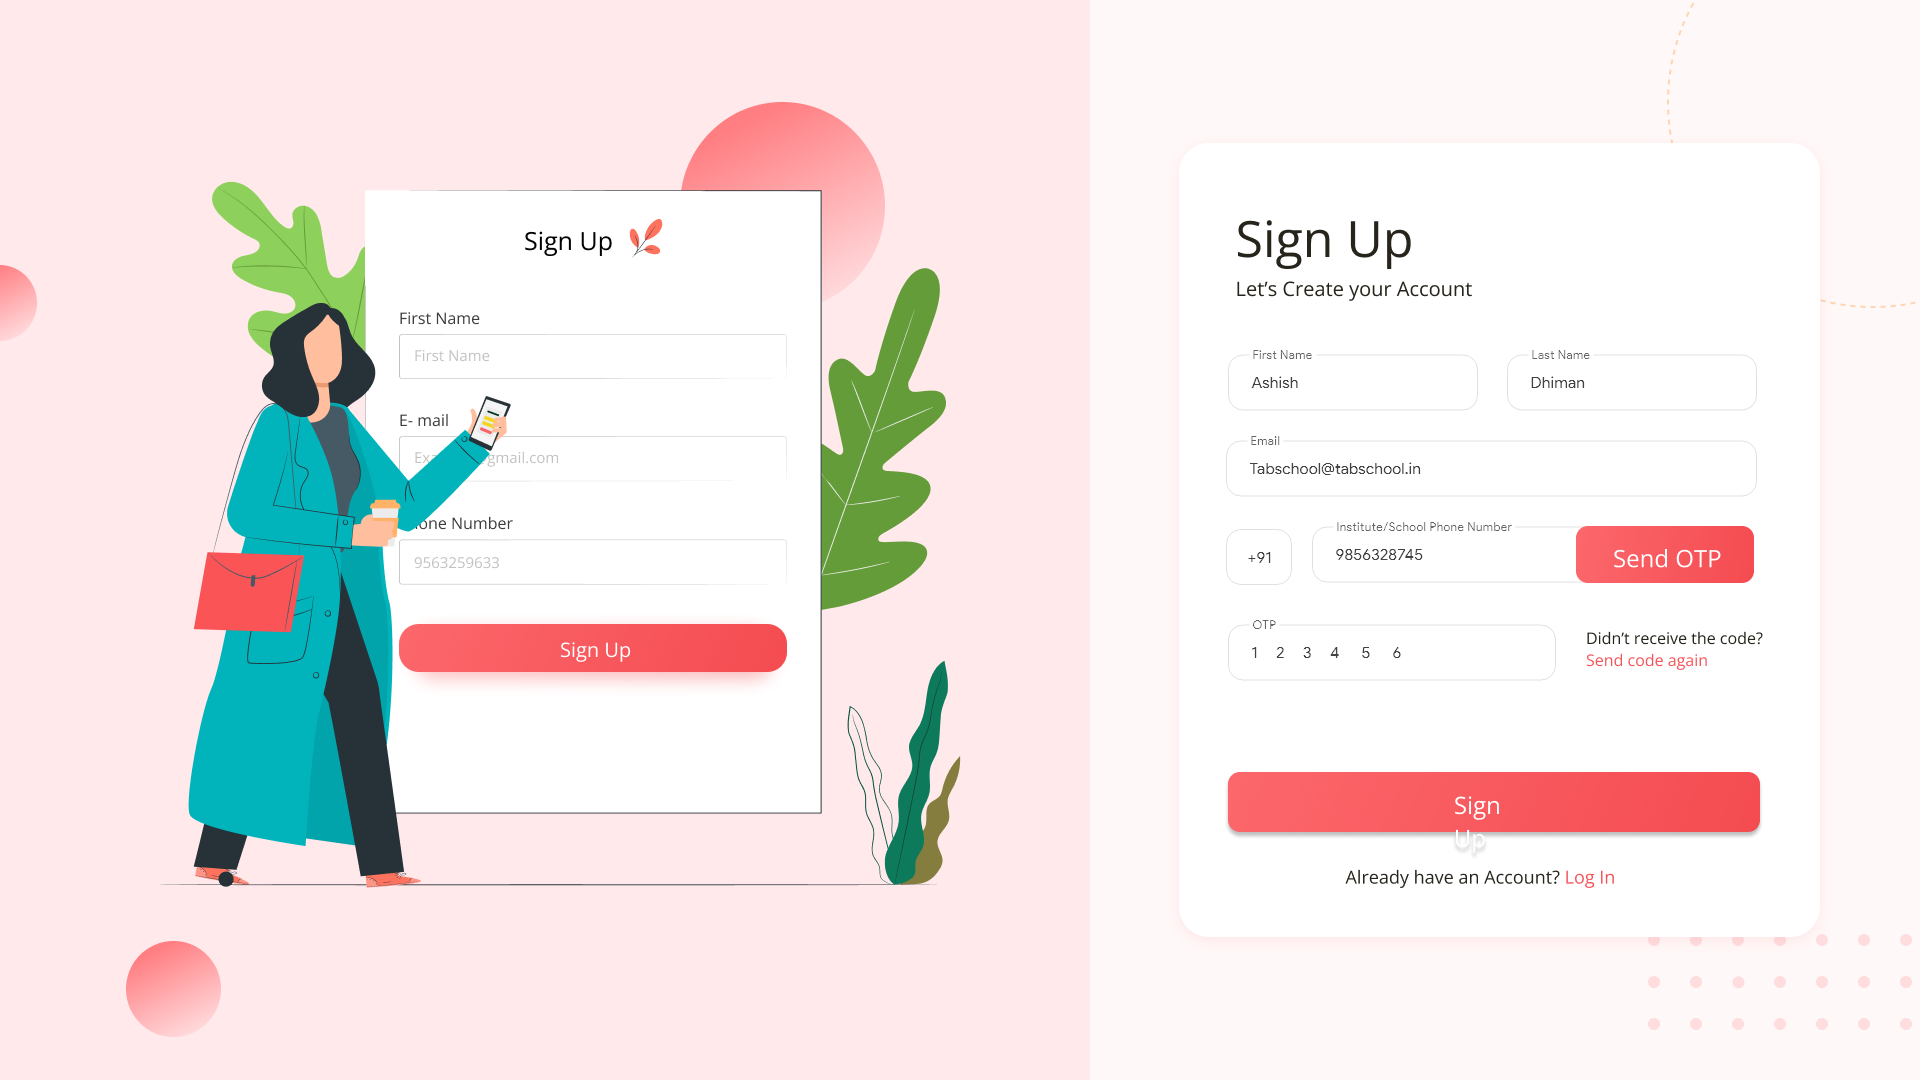 Sign Up
First Name
First Name
E- mail
gmail.com
one Number
9563259633
Sign Up
Sign Up
Let’s Create your Account
First Name
Last Name
Ashish
Dhiman
Email
Tabschool@tabschool.in
Institute/School Phone Number
+91
9856328745
Send OTP
OTP
1 2 3 4 5 6
Didn’t receive the code?
Send code again
Sign
Up
Already have an Account? Log In